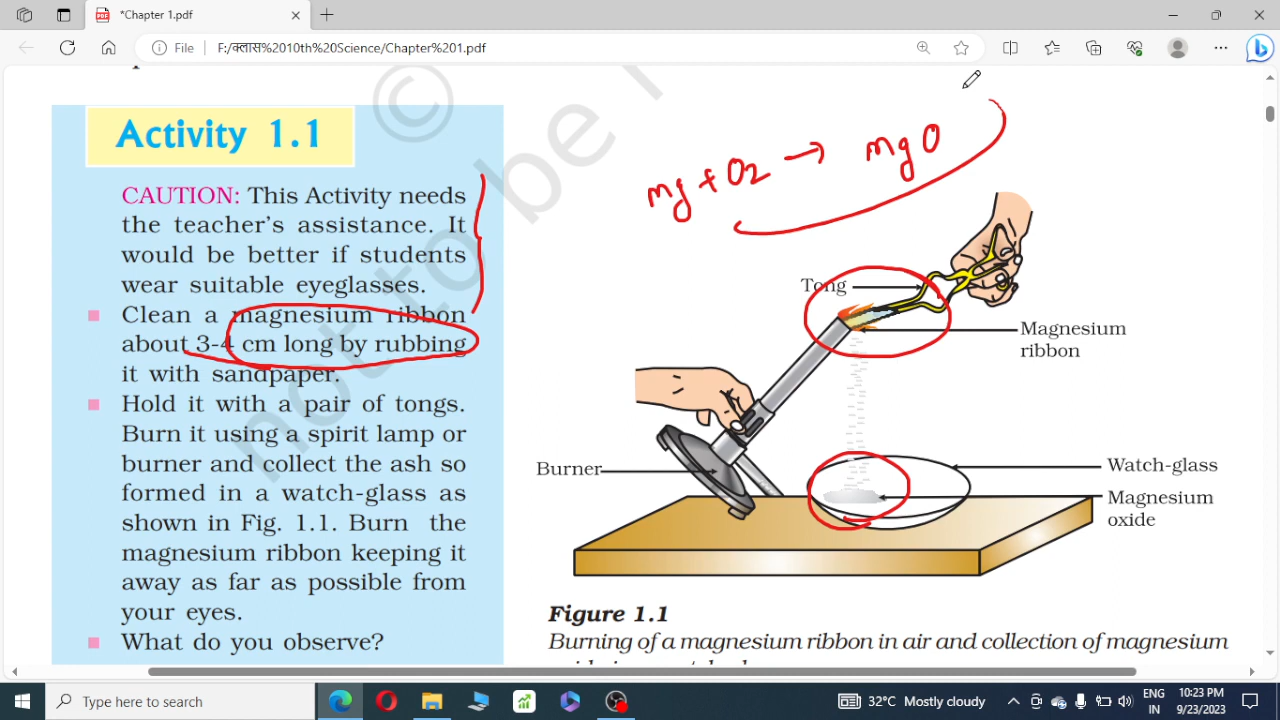 *Chapter 1.pdf
File F:/क्लास%2010th%20Science/Chapter%201.pdf
© not to be r
Activity 1.1
CAUTION: This Activity needs
the teacher's assistance. It
would be better if students
wear suitable eyeglasses.
Clean a magnesium ribbon
about 3-4 cm long by rubbing
it with sandpaper.
Hold it with a pair of tongs.
Burn it using a spirit lamp or
burner and collect the ash so
formed in a watch-glass as
shown in Fig. 1.1. Burn the
magnesium ribbon keeping it
away as far as possible from
your eyes.
What do you observe?
mg + O2 → mgO
Tong
Magnesium
ribbon
Burner
Watch-glass
Magnesium
oxide
Figure 1.1
Burning of a magnesium ribbon in air and collection of magnesium
Type here to search
32°C Mostly cloudy
ENG
IN
10:23 PM
9/23/2023